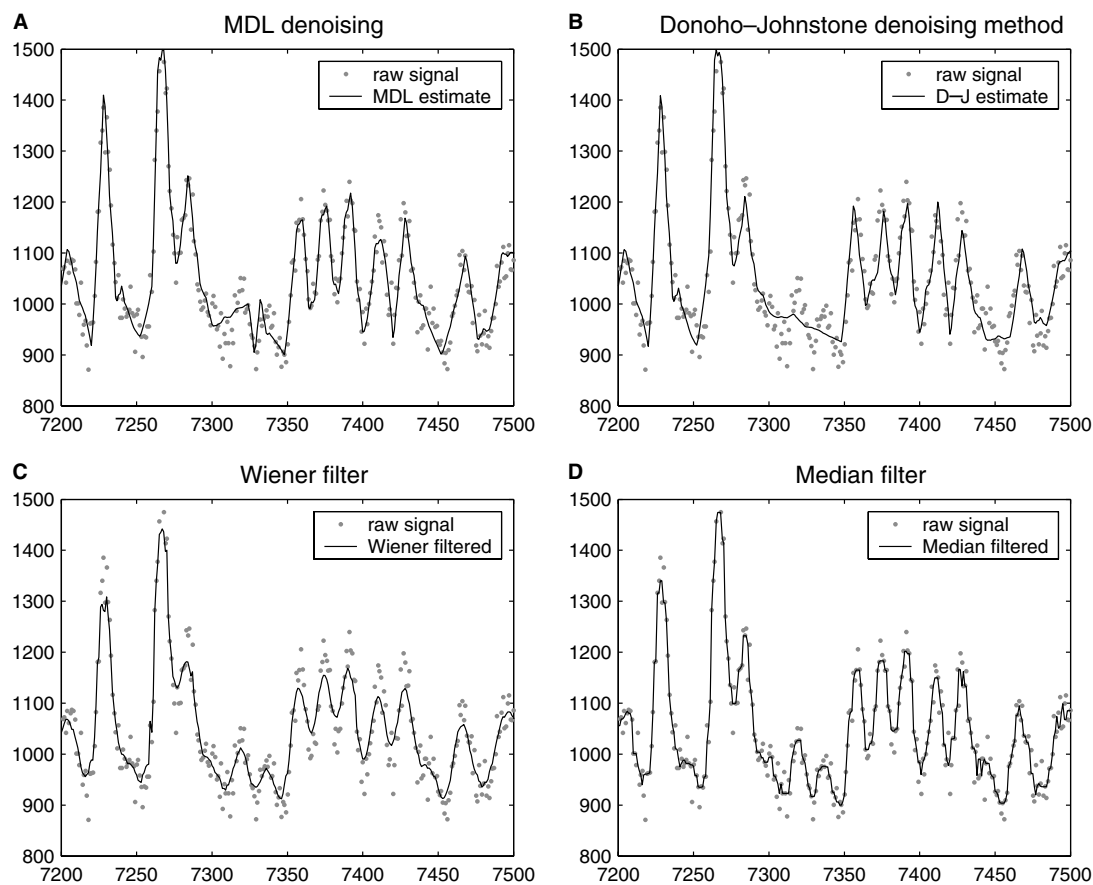 A
MDL denoising
raw signal
MDL estimate
1500
1400
1300
1200
1100
1000
900
800
7200 7250 7300 7350 7400 7450 7500
B
Donoho–Johnstone denoising method
raw signal
D–J estimate
1500
1400
1300
1200
1100
1000
900
800
7200 7250 7300 7350 7400 7450 7500
C
Wiener filter
raw signal
Wiener filtered
1500
1400
1300
1200
1100
1000
900
800
7200 7250 7300 7350 7400 7450 7500
D
Median filter
raw signal
Median filtered
1500
1400
1300
1200
1100
1000
900
800
7200 7250 7300 7350 7400 7450 7500